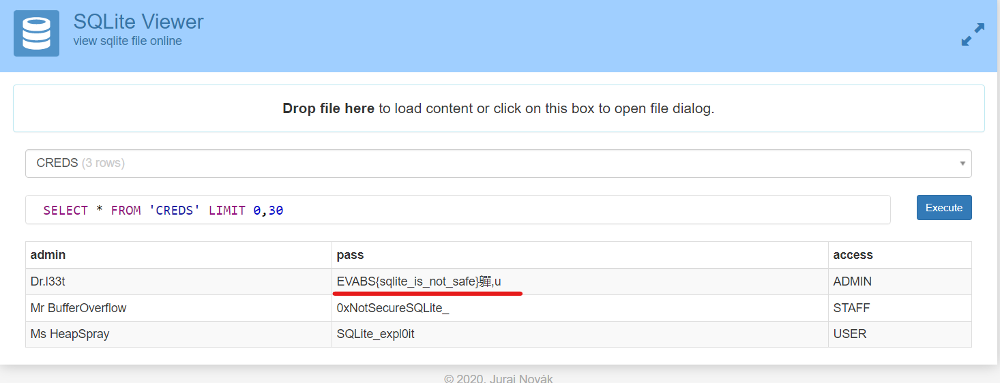 SQLite Viewer
view sqlite file online
Drop file here to load content or click on this box to open file dialog.
CREDS (3 rows)
SELECT * FROM 'CREDS' LIMIT 0,30
Execute
admin pass access
Dr.l33t EVABS{sqlite_is_not_safe}軃,u ADMIN
Mr BufferOverflow 0xNotSecureSQLite_ STAFF
Ms HeapSpray SQLite_expl0it USER
© 2020, Juraj Novák